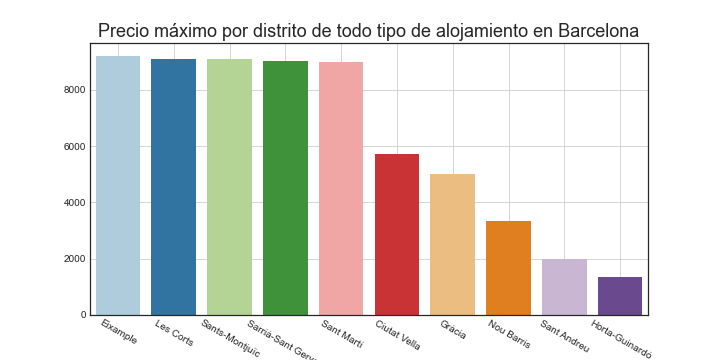 Precio máximo por distrito de todo tipo de alojamiento en Barcelona
8000
6000
4000
2000
0
Eixample
Les Corts
Sants-Montjuïc
Sarrià-Sant
Sant Martí
Ciutat Vella
Gràcia
Nou Barris
Sant Andreu
Horta-Guinardó